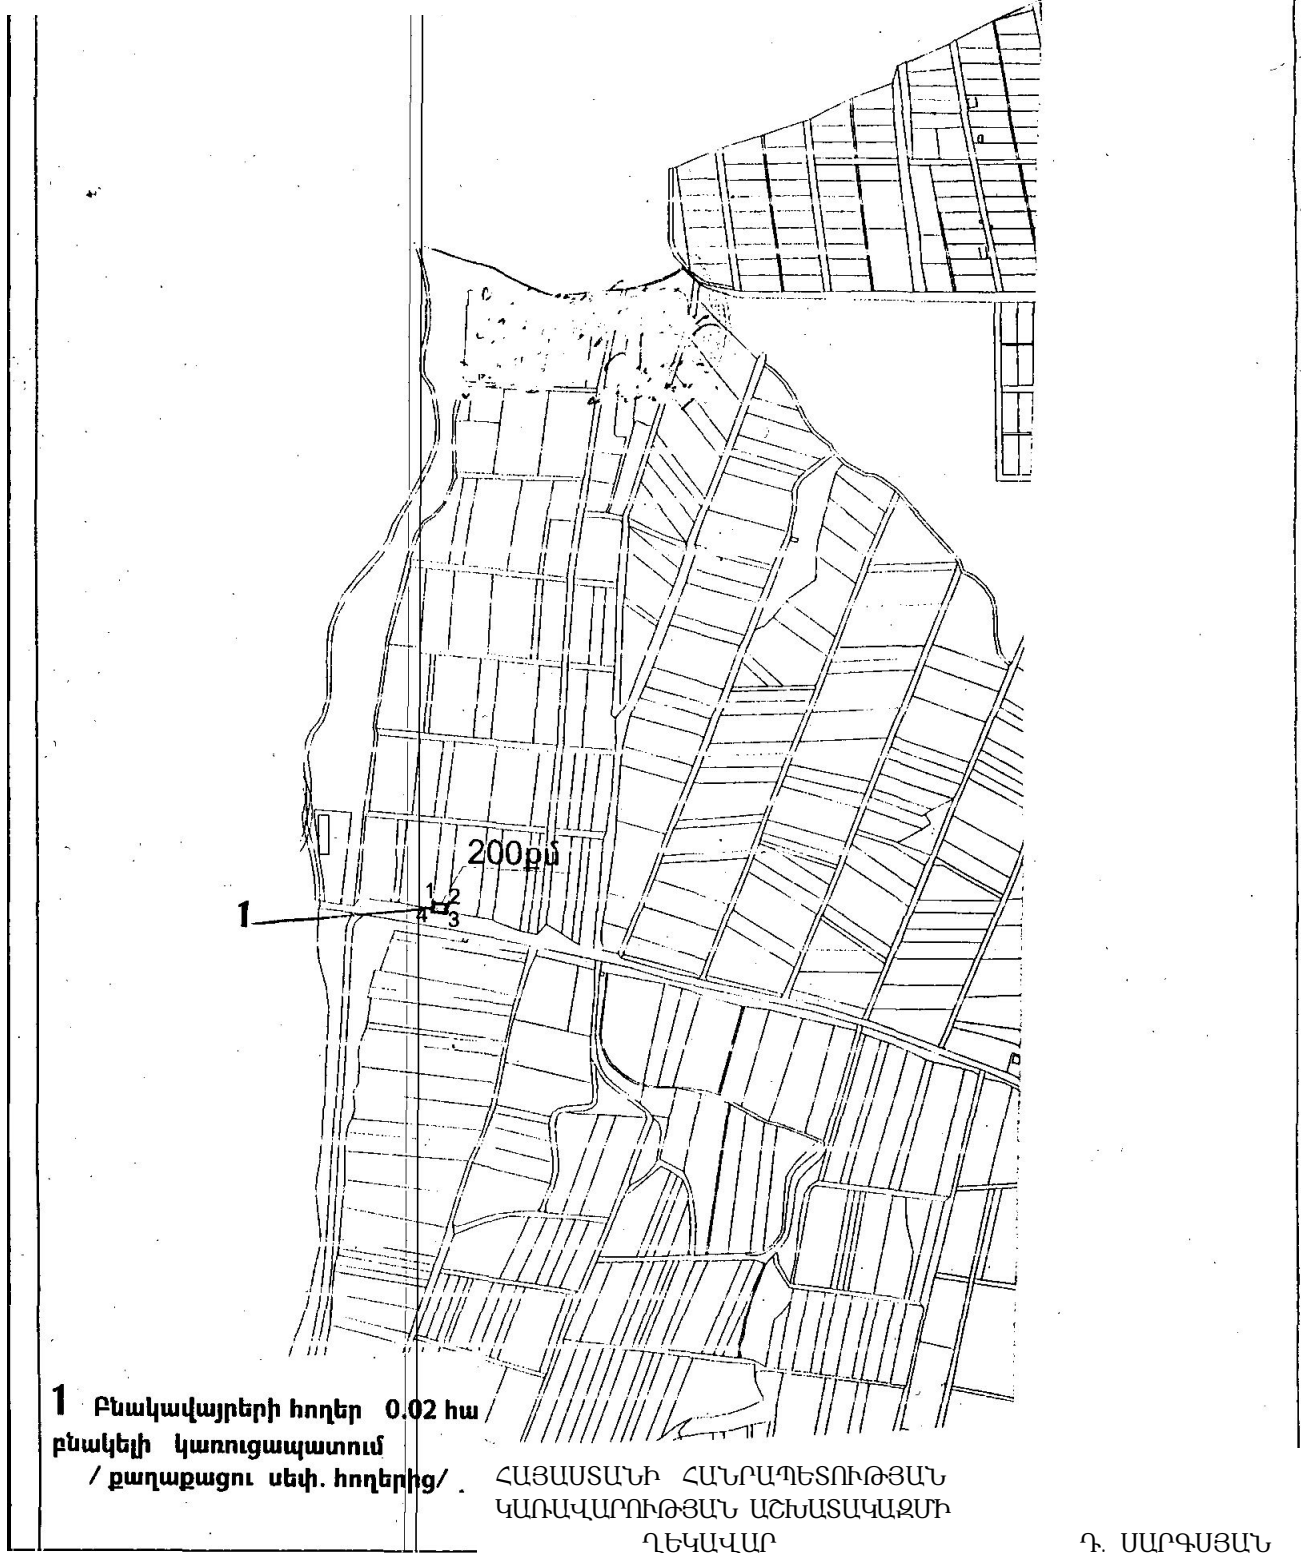 200քմ
1 2
1
4 3
1 Բնակավայրերի հողեր 0.02 հա
բնակելի կառուցապատում
/ քաղաքացու սեփ. հողերից/ .
ՀԱՅԱՍՏԱՆԻ ՀԱՆՐԱՊԵՏՈՒԹՅԱՆ
ԿԱՌԱՎԱՐՈՒԹՅԱՆ ԱՇԽԱՏԱԿԱԶՄԻ
ՂԵԿԱՎԱՐ Դ. ՍԱՐԳՍՅԱՆ